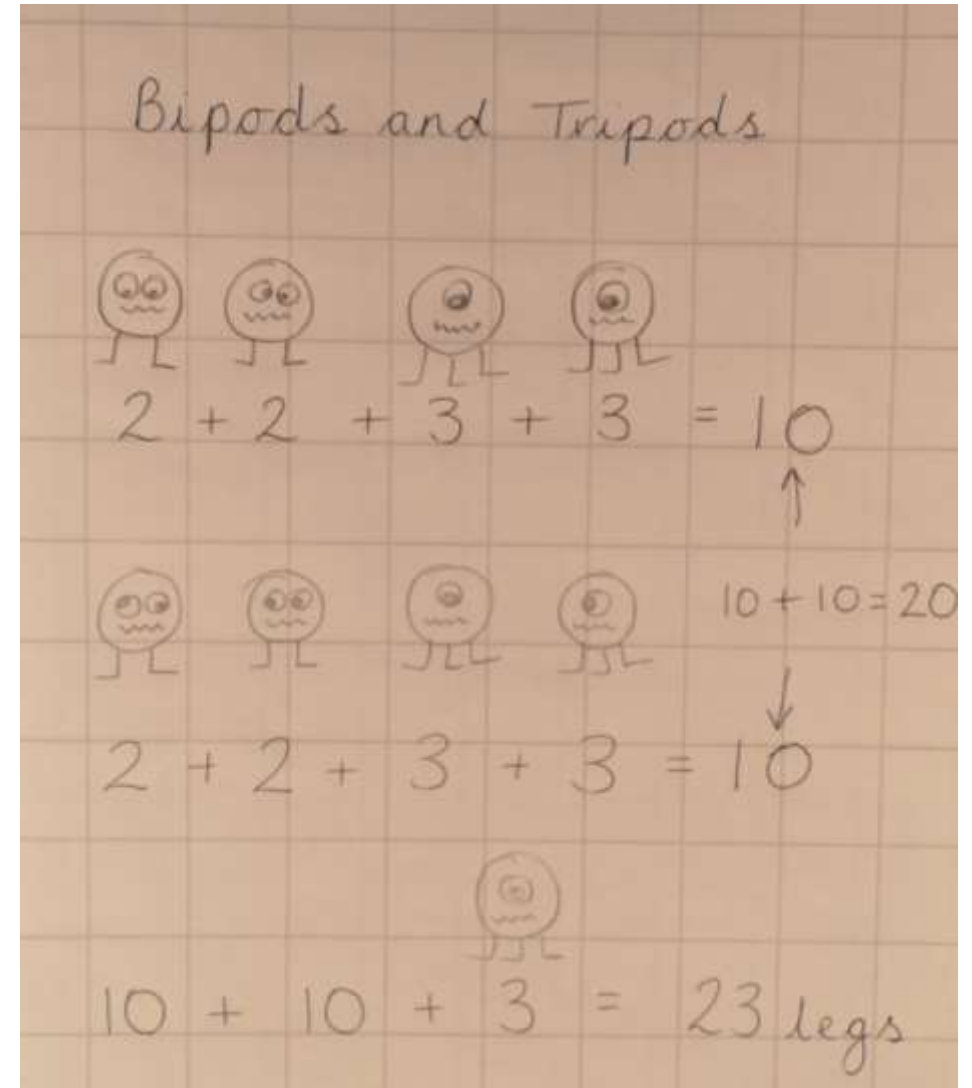 Bipods and Tripods
2 + 2 + 3 + 3 = 10
10 + 10 = 20
2 + 2 + 3 + 3 = 10
10 + 10 + 3 = 23 legs